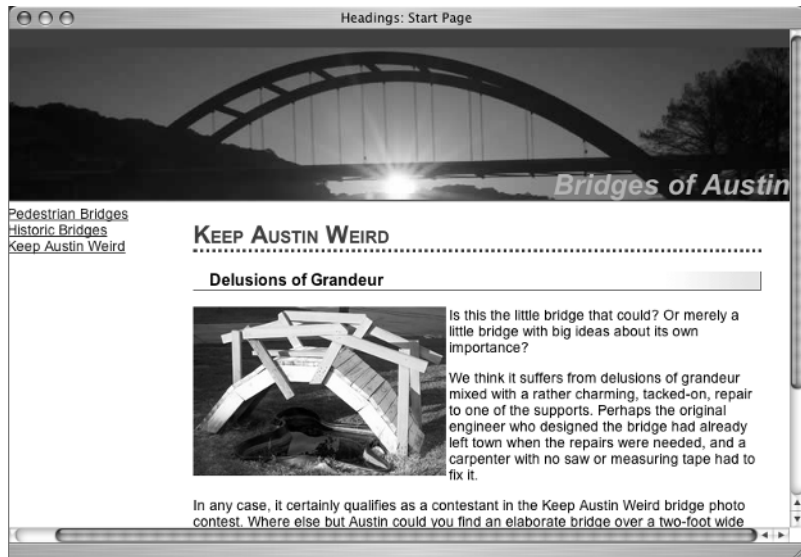 Headings: Start Page
Bridges of Austin
Pedestrian Bridges
Historic Bridges
Keep Austin Weird
KEEP AUSTIN WEIRD
Delusions of Grandeur
Is this the little bridge that could? Or merely a
little bridge with big ideas about its own
importance?
We think it suffers from delusions of grandeur
mixed with a rather charming, tacked-on, repair
to one of the supports. Perhaps the original
engineer who designed the bridge had already
left town when the repairs were needed, and a
carpenter with no saw or measuring tape had to
fix it.
In any case, it certainly qualifies as a contestant in the Keep Austin Weird bridge photo
contest. Where else but Austin could you find an elaborate bridge over a two-foot wide